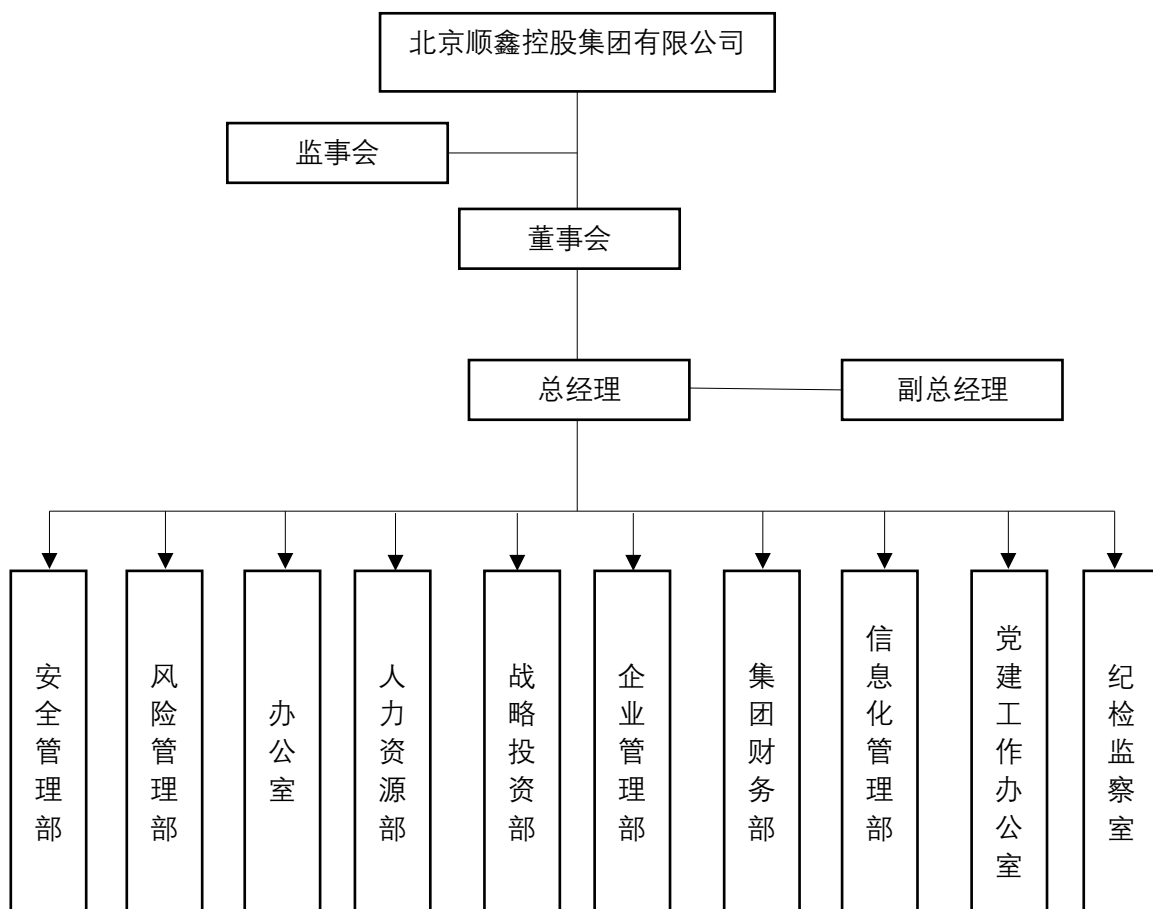 北京顺鑫控股集团有限公司
监事会
董事会
总经理
副总经理
安全管理部
风险管理部
办公室
人力资源部
战略投资部
企业管理部
集团财务部
信息化管理部
党建工作办公室
纪检监察室